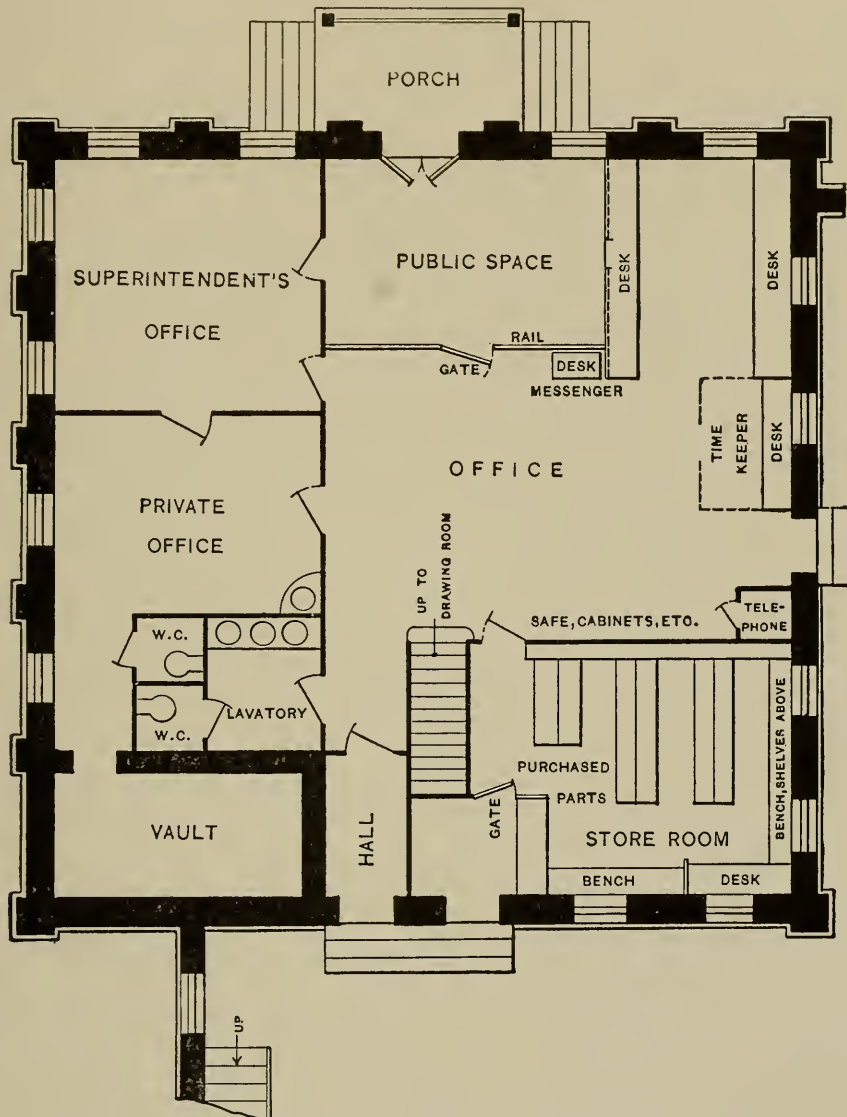 PORCH
SUPERINTENDENT'S
OFFICE
PUBLIC SPACE
DESK
DESK
RAIL
GATE
DESK
MESSENGER
TIME
KEEPER
DESK
OFFICE
PRIVATE
OFFICE
UP TO
DRAWING ROOM
SAFE, CABINETS, ETC.
TELE-
PHONE
W.C.
W.C.
LAVATORY
PURCHASED
PARTS
BENCH, SHELVES ABOVE
VAULT
HALL
GATE
STORE ROOM
BENCH
DESK
UP